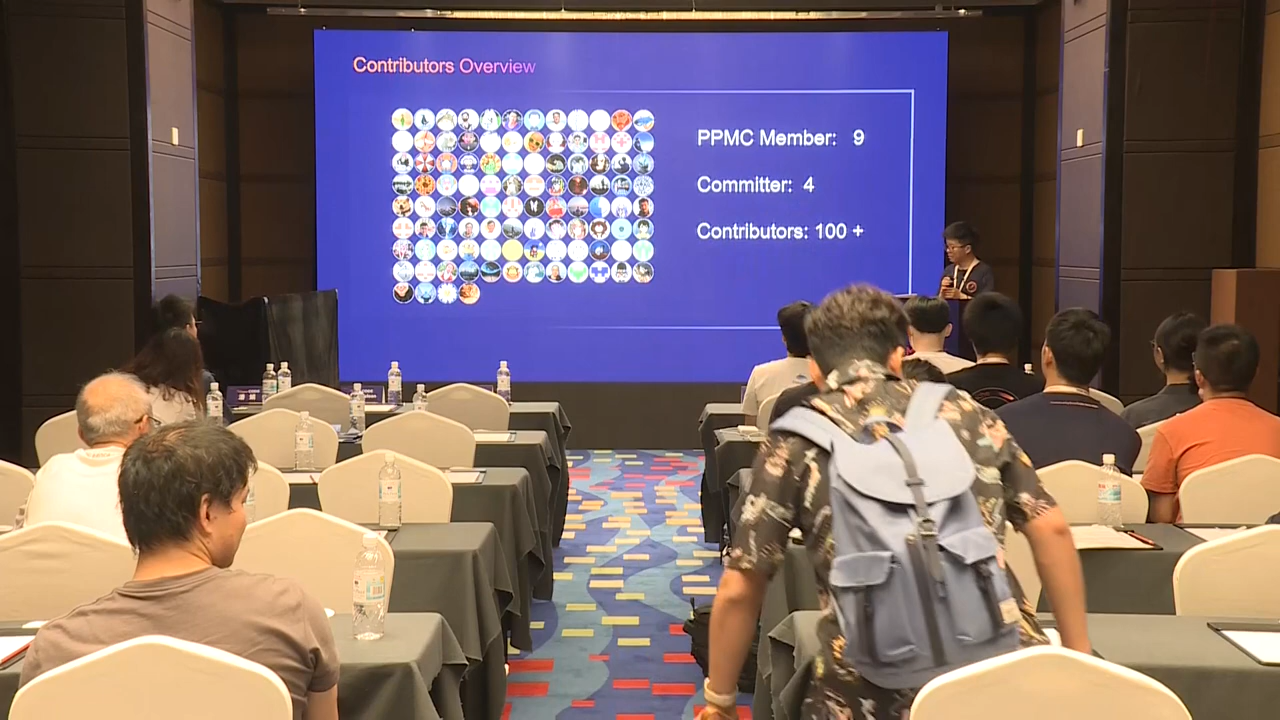 Contributors Overview
PPMC Member: 9
Committer: 4
Contributors: 100 +